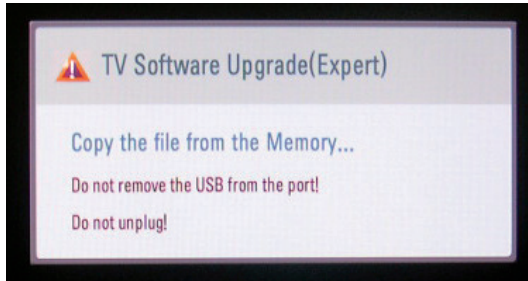 TV Software Upgrade(Expert)
Copy the file from the Memory...
Do not remove the USB from the port!
Do not unplug!